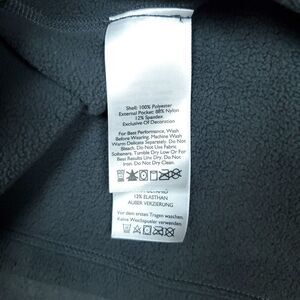 Shell: 100% Polyester
External Pocket: 88% Nylon
12% Spandex
Exclusive Of Decoration
For Best Performance, Wash
Before Wearing. Machine Wash
Warm Delicate Separately. Do Not
Bleach. Do Not Use Fabric
Softeners. Tumble Dry Low Or For
Best Results Line Dry. Do Not
Iron. Do Not Dry Clean.
12% ELASTHAN
AUßER VERZIERUNG
Vor dem ersten Tragen waschen.
Keine Weichspüler verwenden.